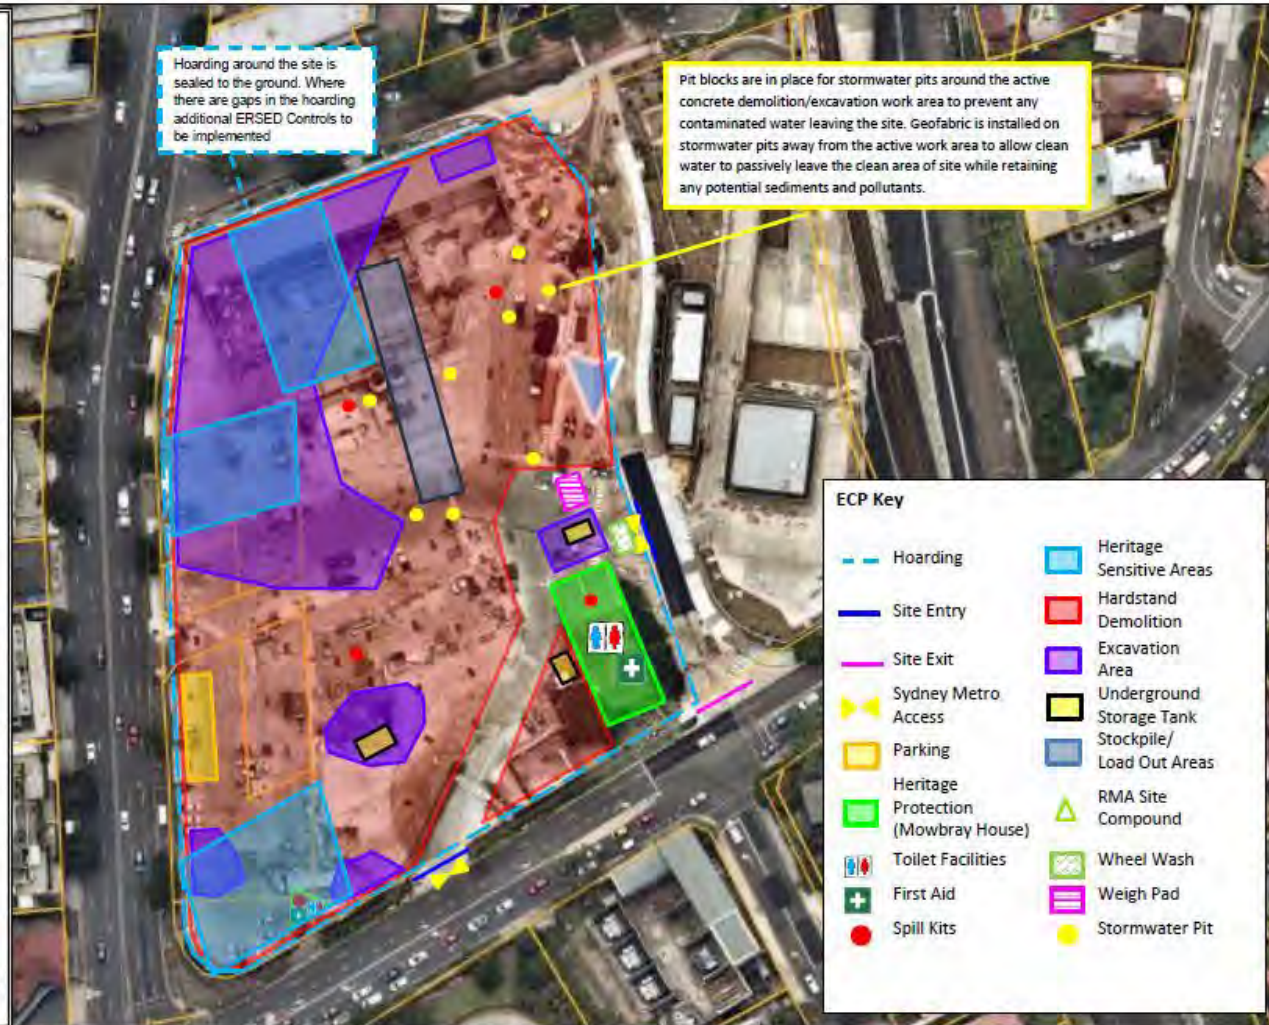 Hoarding around the site is
sealed to the ground. Where
there are gaps in the hoarding
additional ERSED Controls to
be implemented
Pit blocks are in place for stormwater pits around the active
concrete demolition/excavation work area to prevent any
contaminated water leaving the site. Geofabric is installed on
stormwater pits away from the active work area to allow clean
water to passively leave the clean area of site while retaining
any potential sediments and pollutants.
ECP Key
Hoarding
Site Entry
Site Exit
Sydney Metro
Access
Parking
Heritage
Protection
(Mowbray House)
Toilet Facilities
First Aid
Spill Kits
Heritage
Sensitive Areas
Hardstand
Demolition
Excavation
Area
Underground
Storage Tank
Stockpile/
Load Out Areas
RMA Site
Compound
Wheel Wash
Weigh Pad
Stormwater Pit